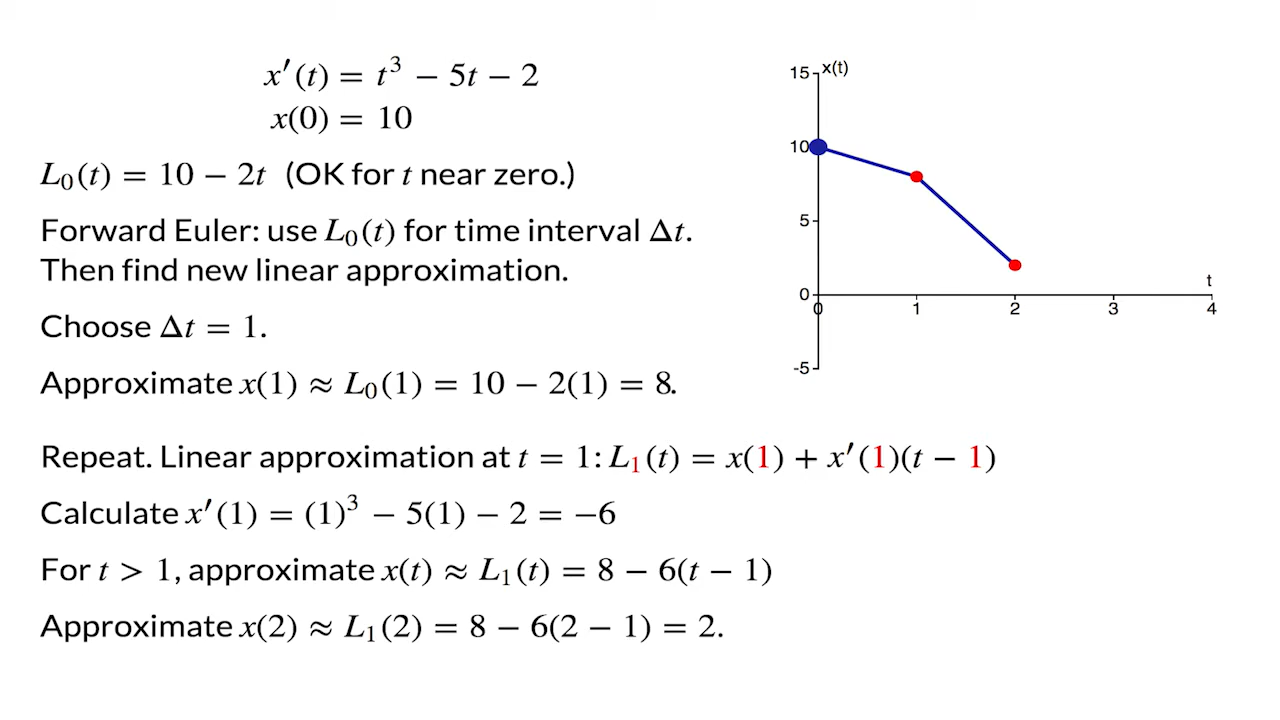 x′(t) = t³ − 5t − 2
x(0) = 10
L₀(t) = 10 − 2t (OK for t near zero.)
Forward Euler: use L₀(t) for time interval Δt.
Then find new linear approximation.
Choose Δt = 1.
Approximate x(1) ≈ L₀(1) = 10 − 2(1) = 8.
Repeat. Linear approximation at t = 1: L₁(t) = x(1) + x′(1)(t − 1)
Calculate x′(1) = (1)³ − 5(1) − 2 = −6
For t > 1, approximate x(t) ≈ L₁(t) = 8 − 6(t − 1)
Approximate x(2) ≈ L₁(2) = 8 − 6(2 − 1) = 2.
15 x(t)
10
5
t
0
0 1 2 3 4
-5